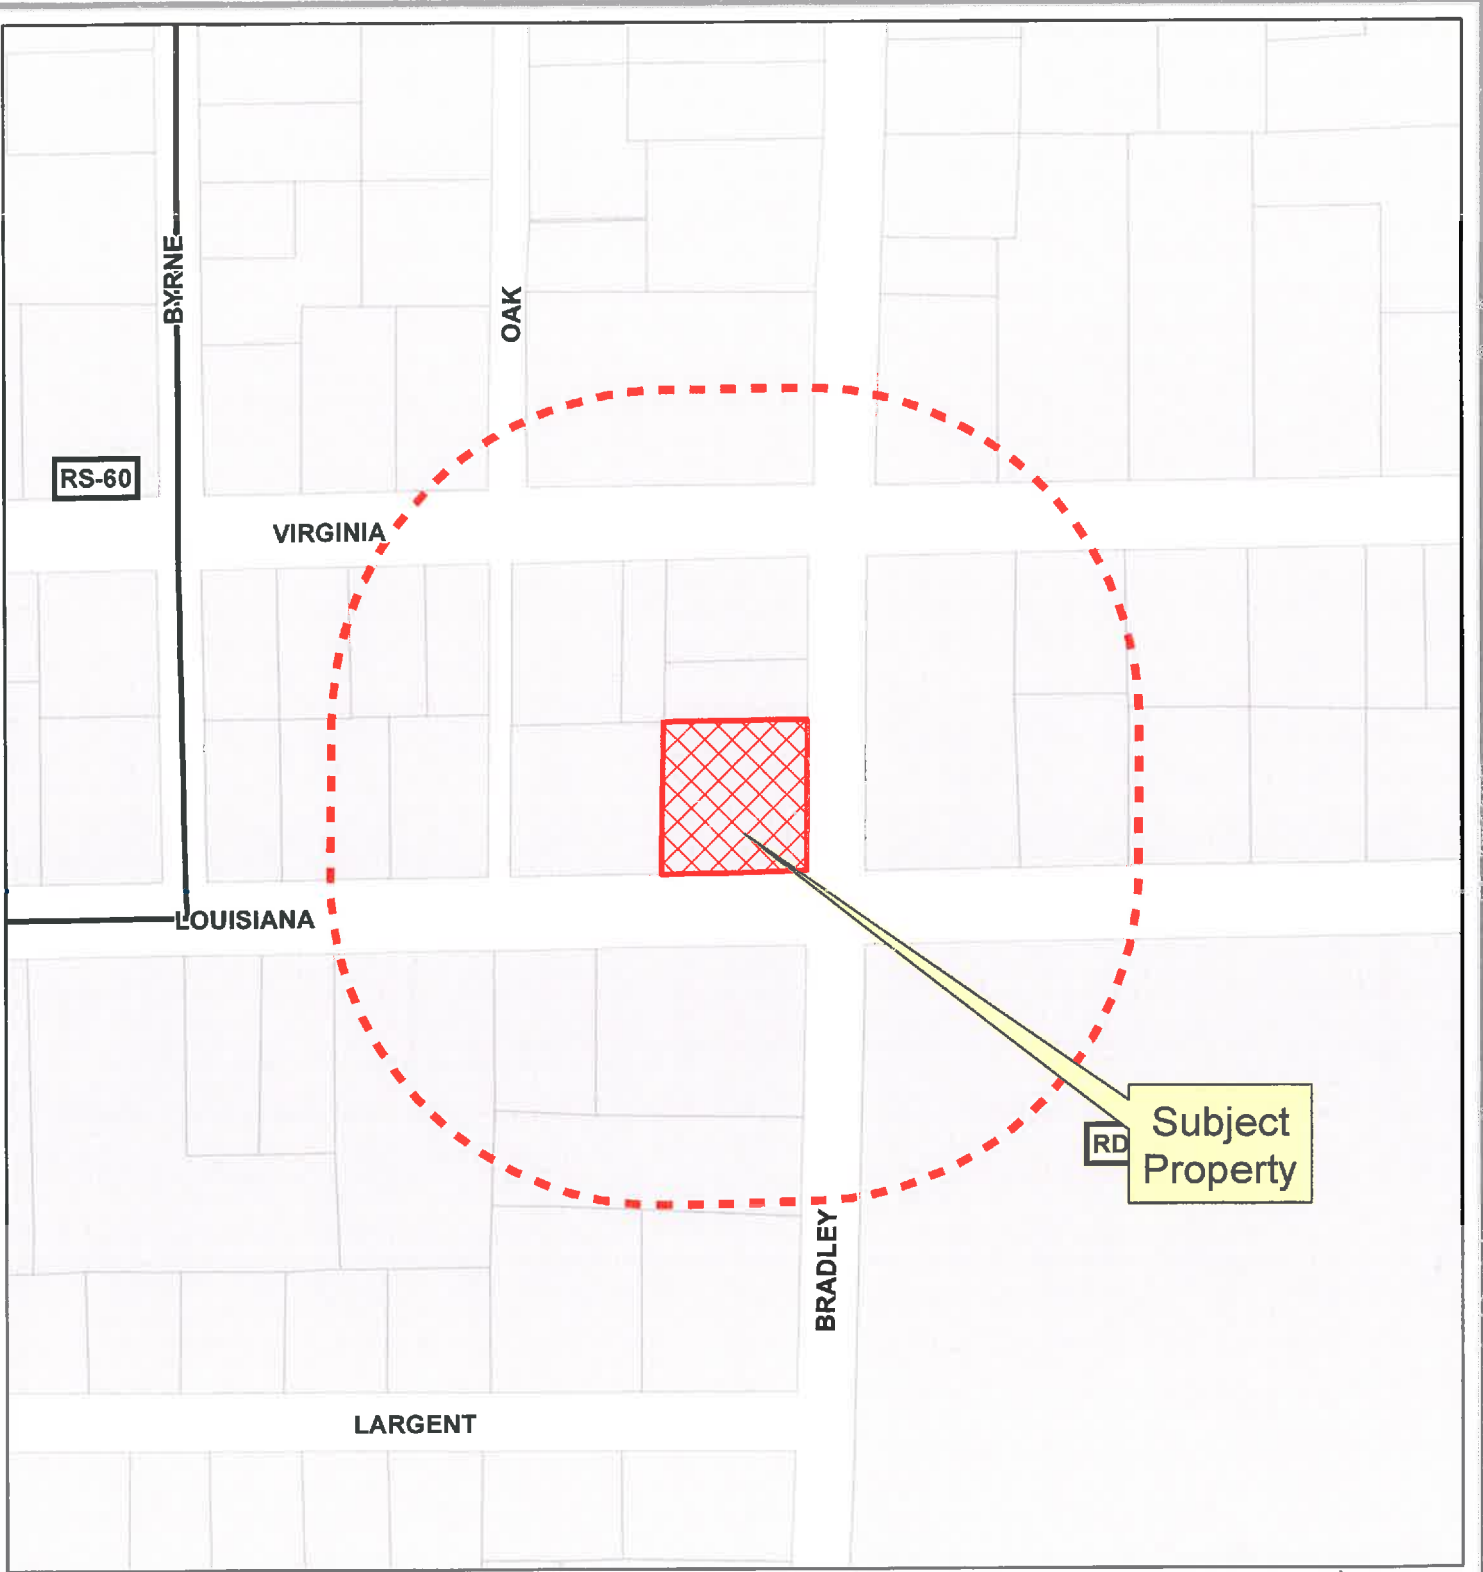 BYRNE
OAK
RS-60
VIRGINIA
LOUISIANA
Subject
Property
RD
BRADLEY
LARGENT